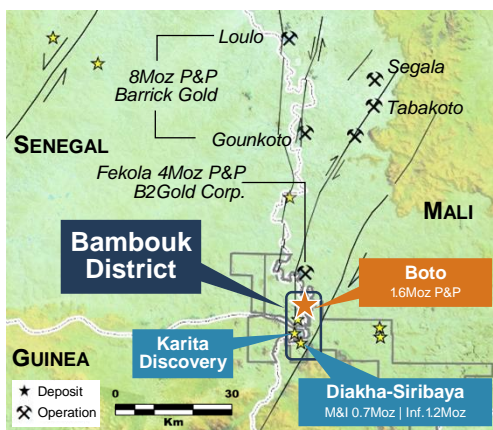 Loulo
8Moz P&P
Barrick Gold
Segala
Tabakoto
Gounkoto
SENEGAL
Fekola 4Moz P&P
B2Gold Corp.
MALI
Bambouk
District
Boto
1.6Moz P&P
Karita
Discovery
GUINEA
Diakha-Siribaya
M&I 0.7Moz | Inf.1.2Moz
Deposit
Operation
0 30
Km